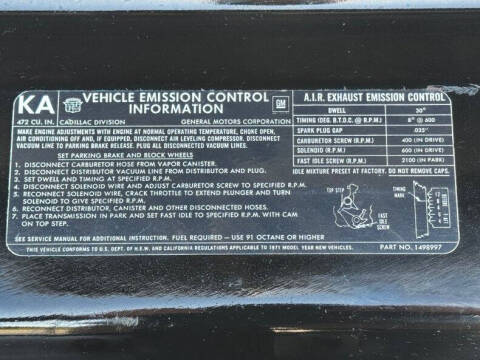 KA
472 CU. IN.
VEHICLE EMISSION CONTROL
INFORMATION
GM
CADILLAC DIVISION
GENERAL MOTORS CORPORATION
MAKE ENGINE ADJUSTMENTS WITH ENGINE AT NORMAL OPERATING TEMPERATURE, CHOKE OPEN,
AIR CONDITIONING OFF AND, IF EQUIPPED, DISCONNECT AIR LEVELING COMPRESSOR. DISCONNECT
VACUUM LINE TO PARKING BRAKE RELEASE. PLUG ALL DISCONNECTED VACUUM LINES.
SET PARKING BRAKE AND BLOCK WHEELS
1. DISCONNECT CARBURETOR HOSE FROM VAPOR CANISTER.
2. DISCONNECT DISTRIBUTOR VACUUM LINE FROM DISTRIBUTOR AND PLUG.
3. SET DWELL AND TIMING AT SPECIFIED R.P.M.
4. DISCONNECT SOLENOID WIRE AND ADJUST CARBURETOR SCREW TO SPECIFIED R.P.M.
5. RECONNECT SOLENOID WIRE, CRACK THROTTLE TO EXTEND PLUNGER AND TURN
SOLENOID TO GIVE SPECIFIED R.P.M.
6. RECONNECT DISTRIBUTOR, CANISTER AND OTHER DISCONNECTED HOSES.
7. PLACE TRANSMISSION IN PARK AND SET FAST IDLE TO SPECIFIED R.P.M. WITH CAM
ON TOP STEP.
SEE SERVICE MANUAL FOR ADDITIONAL INSTRUCTION. FUEL REQUIRED — USE 91 OCTANE OR HIGHER
THIS VEHICLE CONFORMS TO U.S. DEPT. OF H.E.W. AND CALIFORNIA REGULATIONS APPLICABLE TO 1971 MODEL YEAR NEW VEHICLES.
A.I.R. EXHAUST EMISSION CONTROL
DWELL 30°
TIMING (DEG. B.T.D.C. @ R.P.M.) 8° @ 600
SPARK PLUG GAP .035"
CARBURETOR SCREW (R.P.M.) 400 (IN DRIVE)
SOLENOID (R.P.M.) 600 (IN DRIVE)
FAST IDLE SCREW (R.P.M.) 2100 (IN PARK)
IDLE MIXTURE PRESET AT FACTORY. DO NOT REMOVE CAPS.
TOP STEP
TIMING
MARK
FAST
IDLE
SCREW
PART NO. 1498997